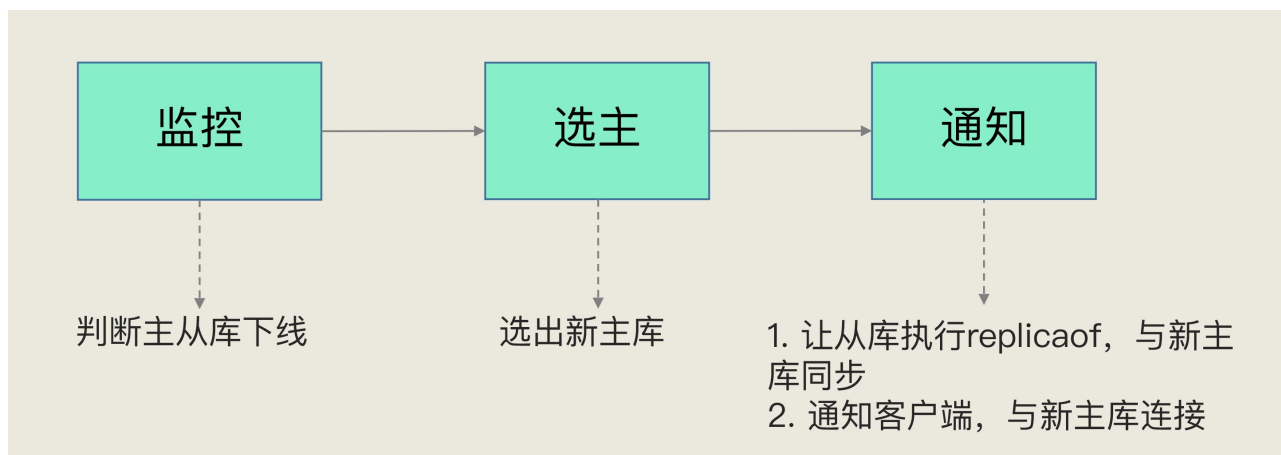 监控
选主
通知
判断主从库下线
选出新主库
1. 让从库执行replicaof，与新主
库同步
2. 通知客户端，与新主库连接